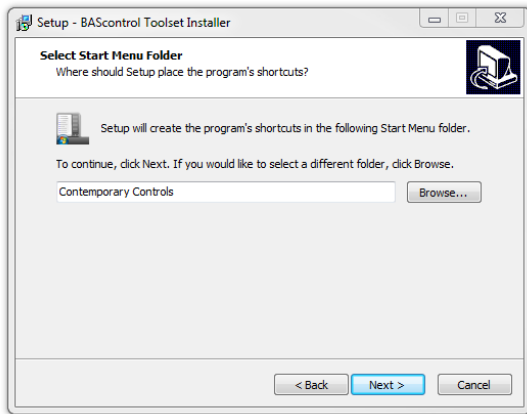 Setup - BAScontrol Toolset Installer
Select Start Menu Folder
Where should Setup place the program's shortcuts?
Setup will create the program's shortcuts in the following Start Menu folder.
To continue, click Next. If you would like to select a different folder, click Browse.
Contemporary Controls
Browse...
< Back
Next >
Cancel